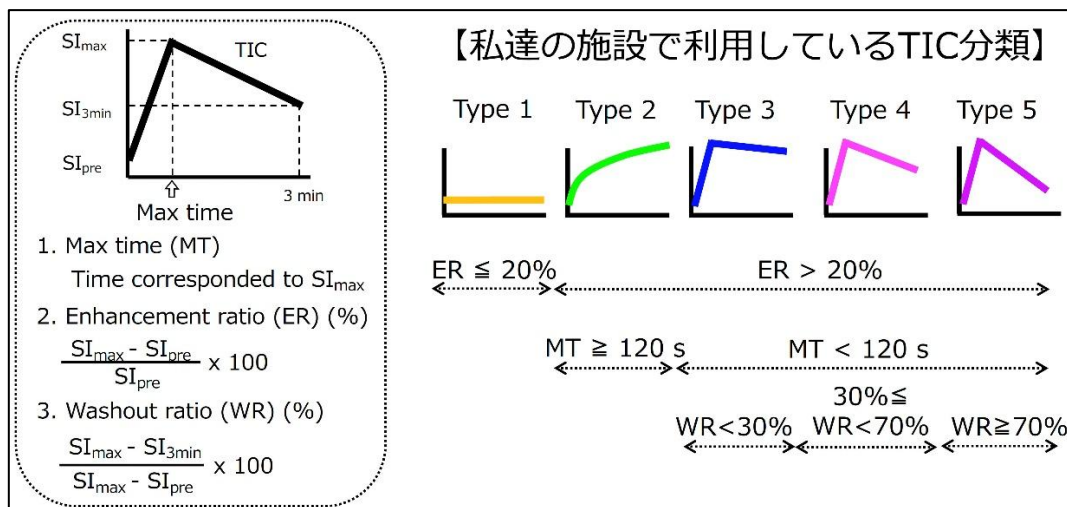 SImax
TIC
SI3min
SIpre
3 min
Max time
1. Max time (MT)
Time corresponded to SImax
2. Enhancement ratio (ER) (%)
SImax - SIpre
SIpre
x 100
3. Washout ratio (WR) (%)
SImax - SI3min
SImax - SIpre
x 100
【私達の施設で利用しているTIC分類】
Type 1 Type 2 Type 3 Type 4 Type 5
ER ≦ 20% ER > 20%
MT ≧ 120 s MT < 120 s
30%≦
WR<30% WR<70% WR≧70%